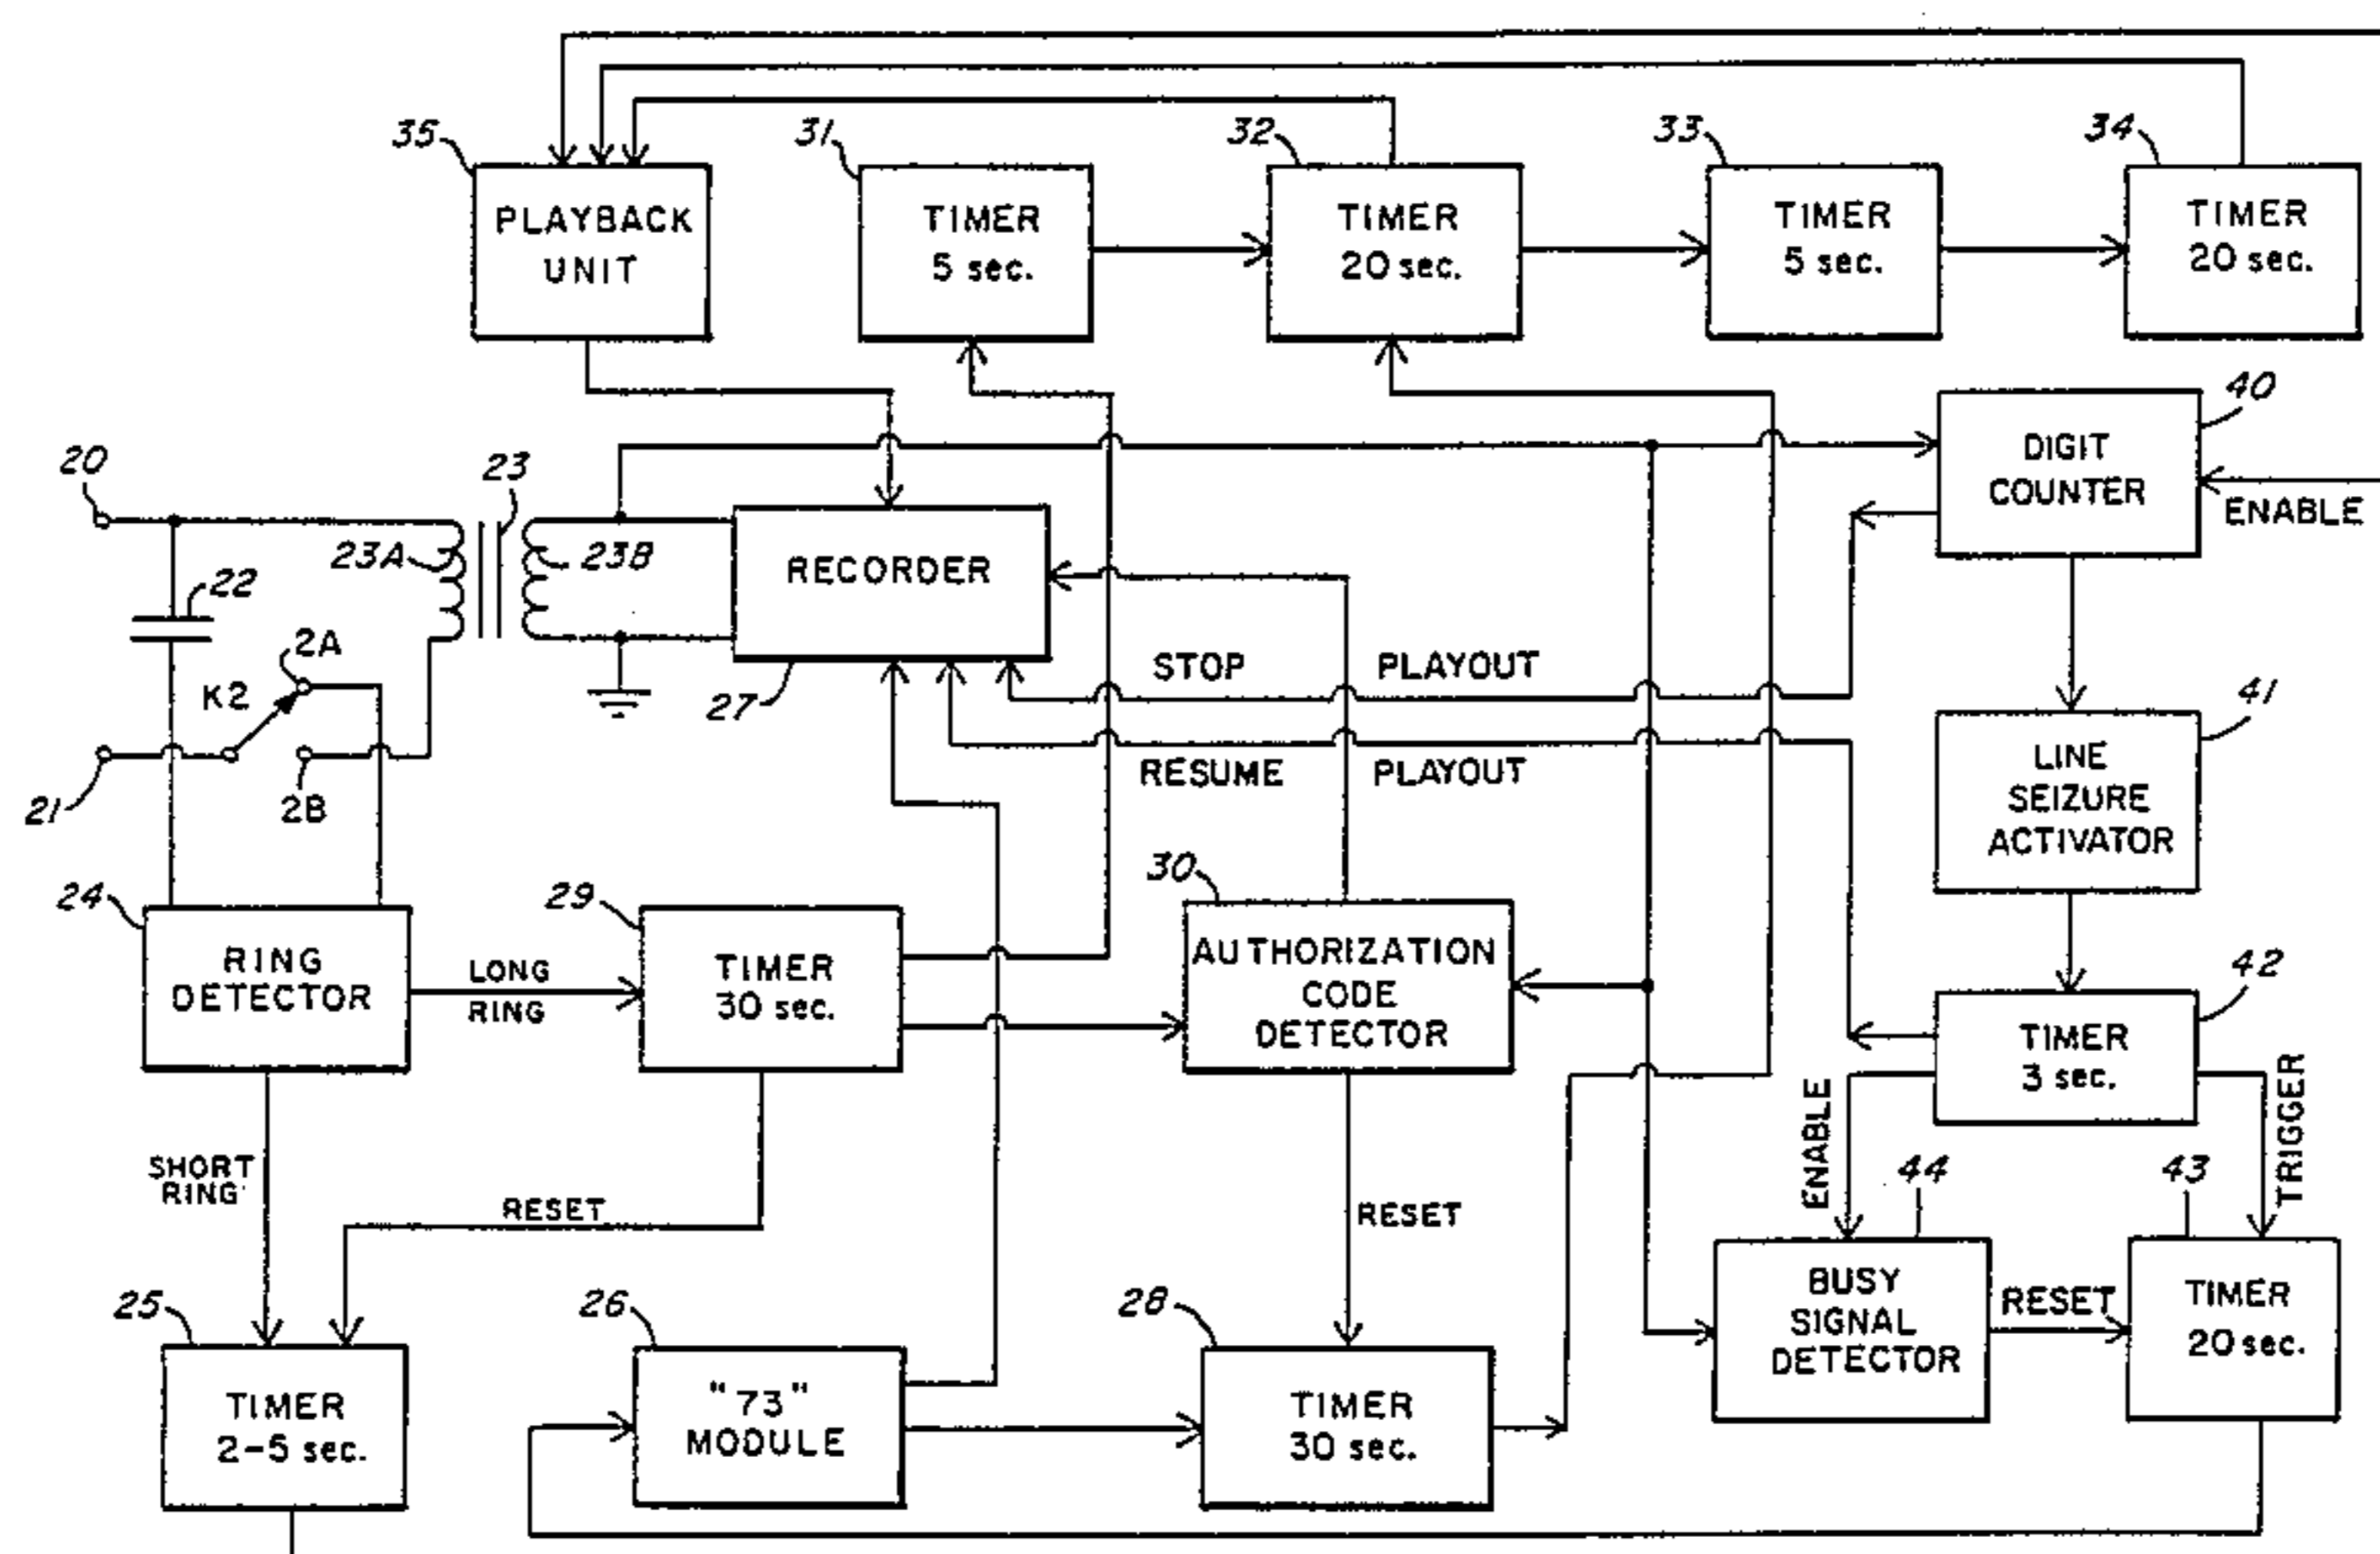 35
31
32
33
34
PLAYBACK
UNIT
TIMER
5 sec.
TIMER
20 sec.
TIMER
5 sec.
TIMER
20 sec.
40
DIGIT
COUNTER
ENABLE
20
23
23A
23B
22
RECORDER
27
2A
K2
21
2B
STOP PLAYOUT
RESUME PLAYOUT
41
LINE
SEIZURE
ACTIVATOR
24
RING
DETECTOR
LONG
RING
29
TIMER
30 sec.
30
AUTHORIZATION
CODE
DETECTOR
42
TIMER
3 sec.
ENABLE
TRIGGER
SHORT
RING
RESET
RESET
44
43
25
TIMER
2-5 sec.
26
"73"
MODULE
28
TIMER
30 sec.
BUSY
SIGNAL
DETECTOR
RESET
TIMER
20 sec.